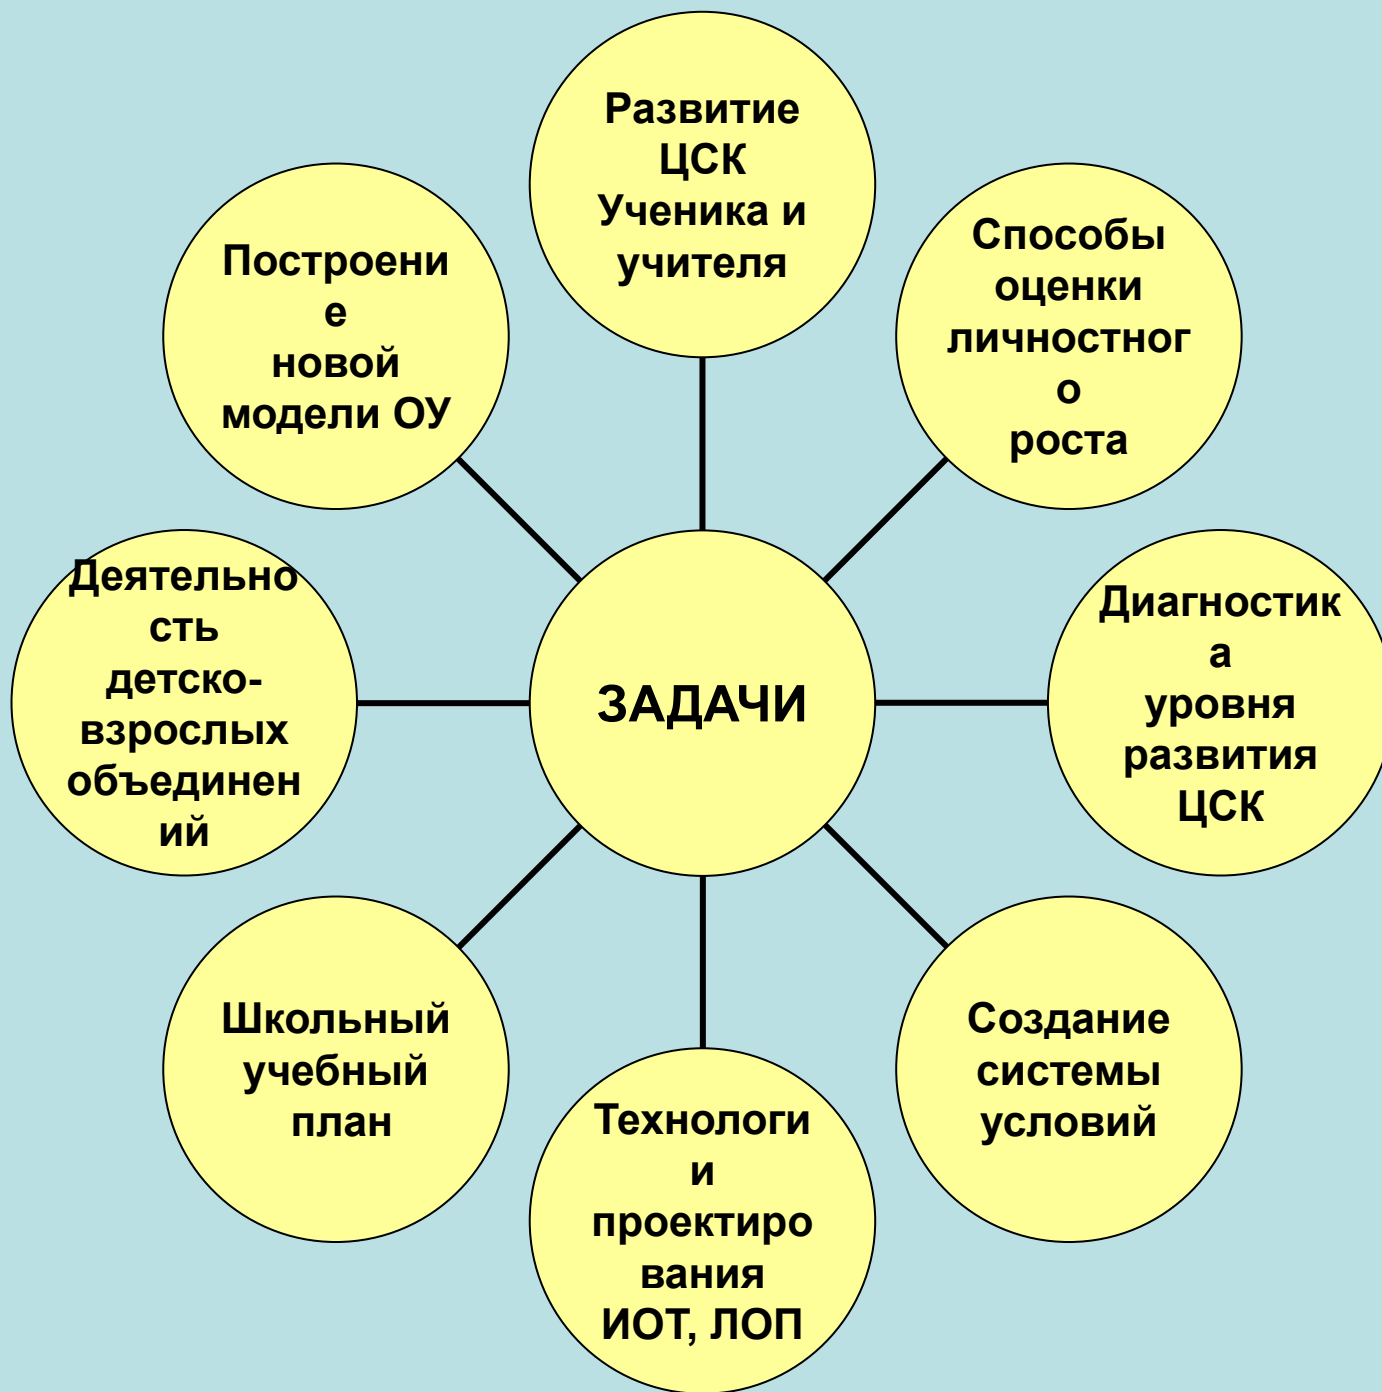 Развитие
ЦСК
Ученика и
учителя
Способы
оценки
личностног
о
роста
Диагностик
а
уровня
развития
ЦСК
Создание
системы
условий
Технологи
и
проектиро
вания
ИОТ, ЛОП
Школьный
учебный
план
Деятельно
сть
детско-
взрослых
объединен
ий
Построени
е
новой
модели ОУ
ЗАДАЧИ